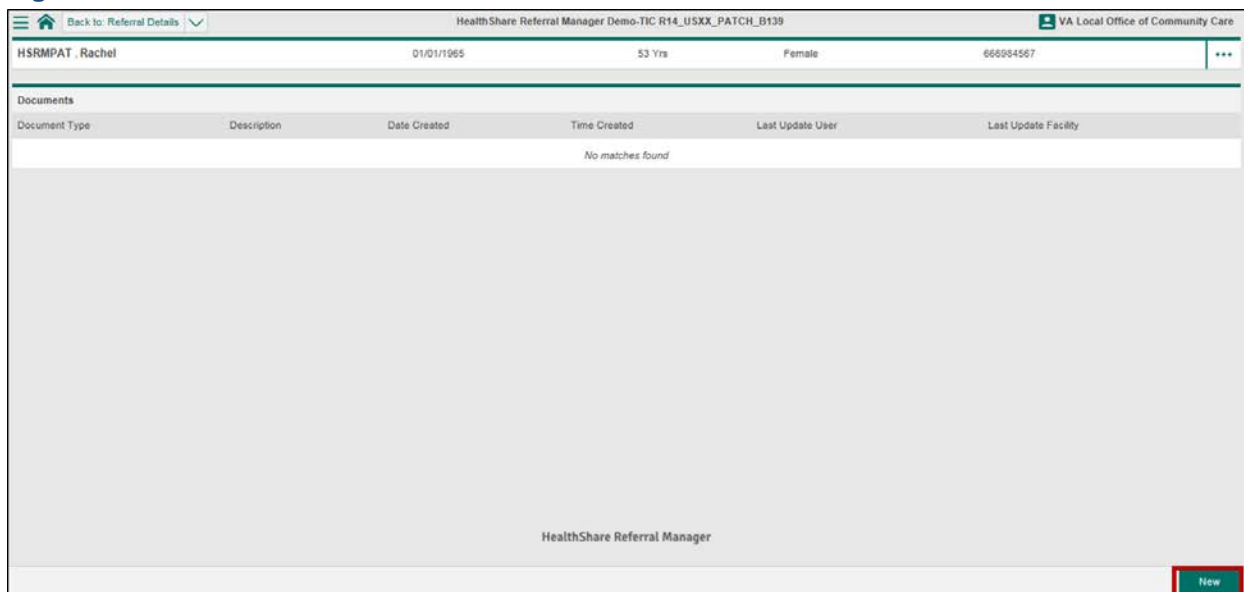 Back to: Referral Details HealthShare Referral Manager Demo-TIC R14_USXX_PATCH_B139 VA Local Office of Community Care
HSRMPAT , Rachel 01/01/1965 53 Yrs Female 666984567
Documents
Document Type Description Date Created Time Created Last Update User Last Update Facility
No matches found
HealthShare Referral Manager
New